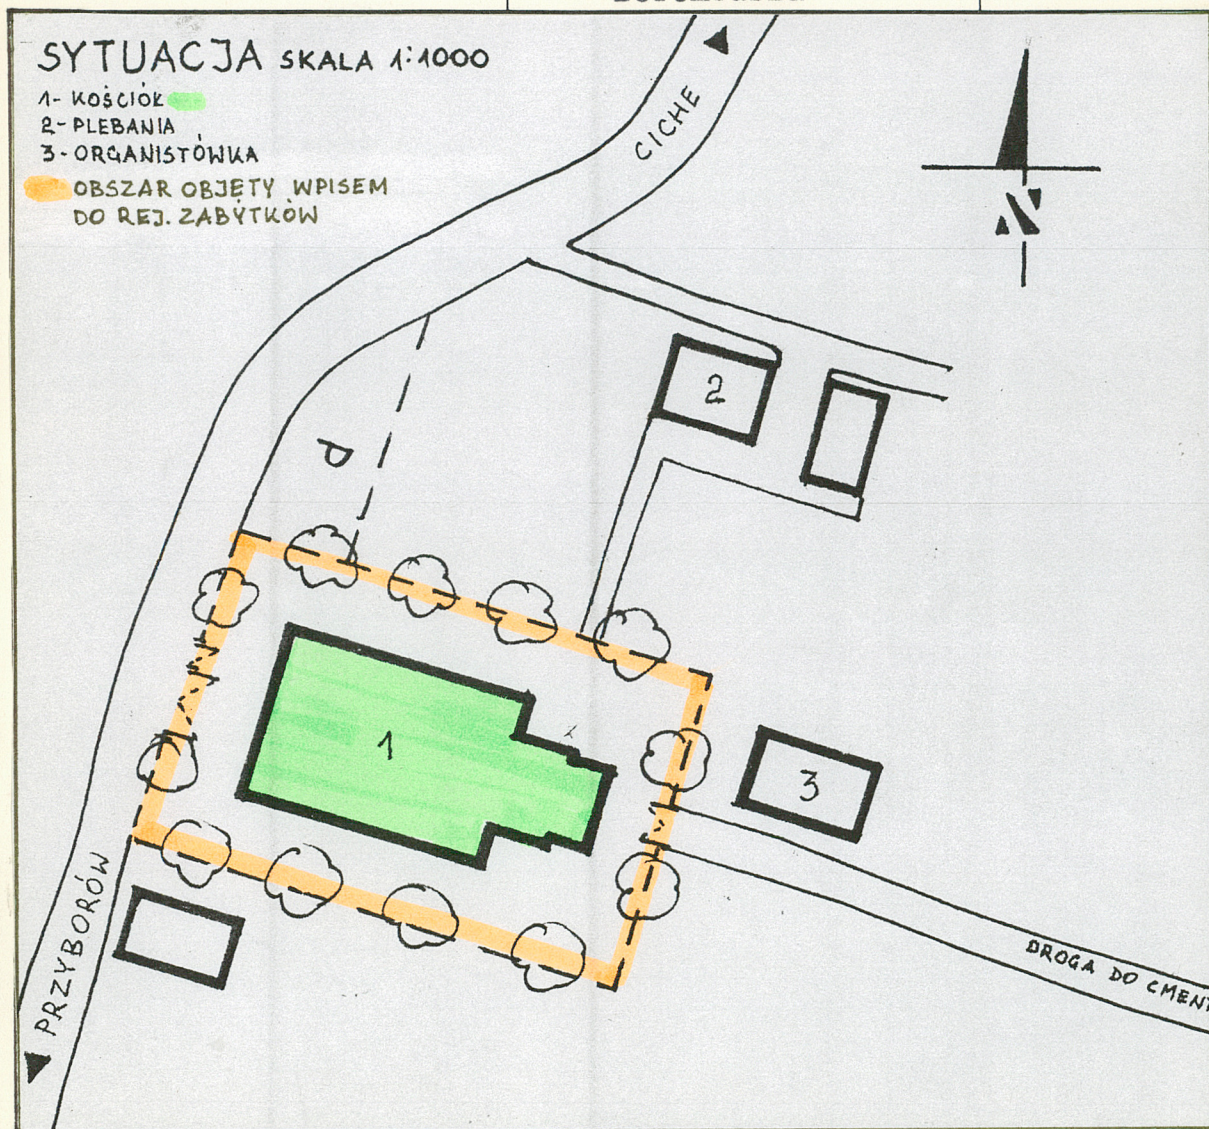 SYTUACJA SKALA 1:1000
1- KOŚCIÓŁ
2- PLEBANIA
3- ORGANISTÓWKA
OBSZAR OBJĘTY WPISEM
DO REJ. ZABYTKÓW
CICHE
N
2
P
1
3
PRZYBORÓW
DROGA DO CMENT